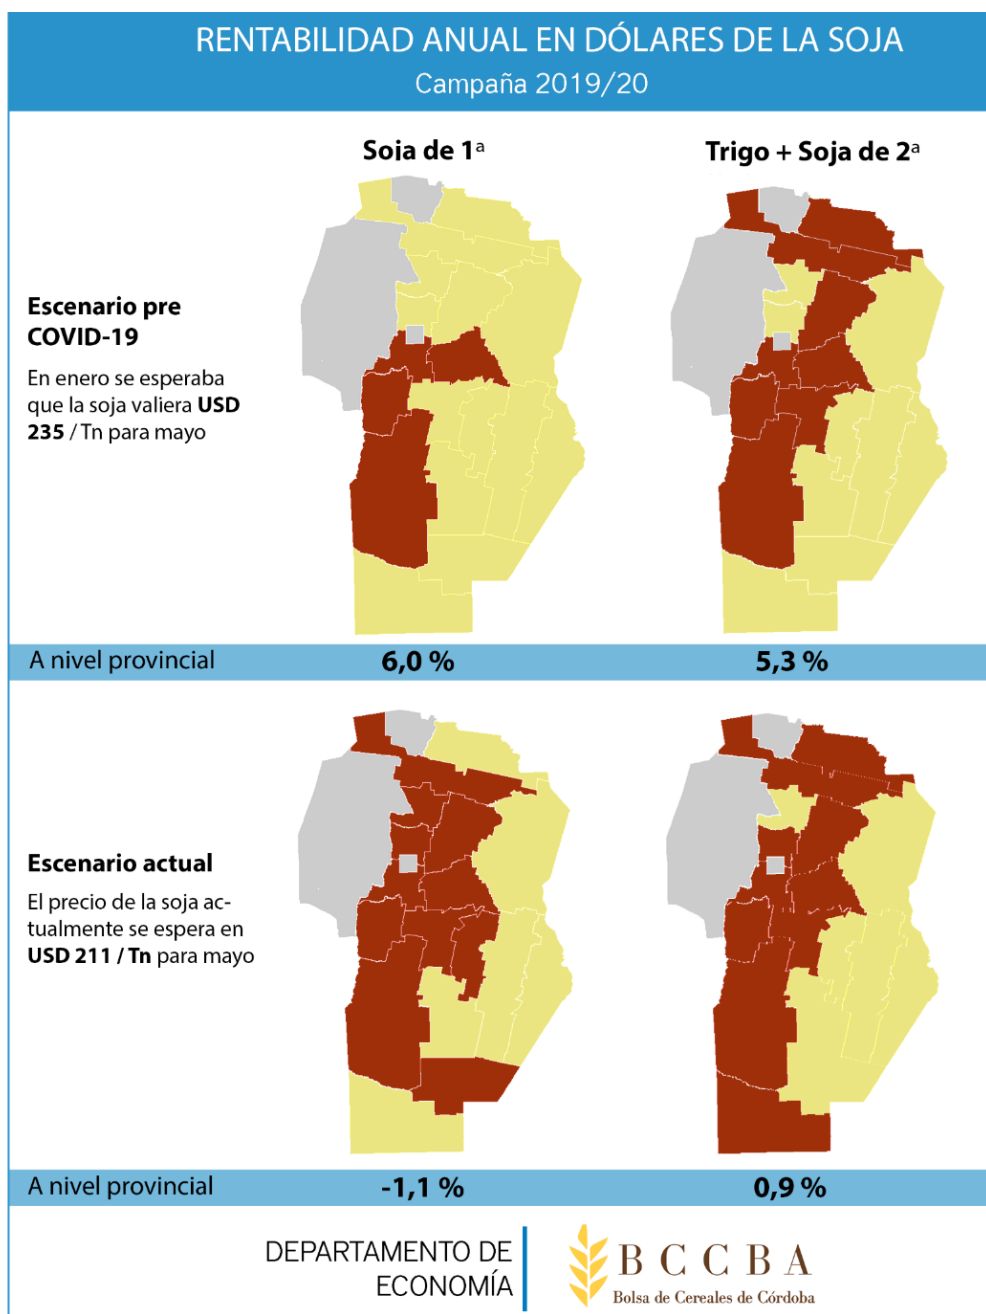 RENTABILIDAD ANUAL EN DÓLARES DE LA SOJA
Campaña 2019/20
Soja de 1ª
Trigo + Soja de 2ª
Escenario pre
COVID-19
En enero se esperaba
que la soja valiera USD
235 / Tn para mayo
A nivel provincial
6,0 %
5,3 %
Escenario actual
El precio de la soja ac-
tualmente se espera en
USD 211 / Tn para mayo
A nivel provincial
-1,1 %
0,9 %
DEPARTAMENTO DE
ECONOMÍA
BCCBA
Bolsa de Cereales de Córdoba